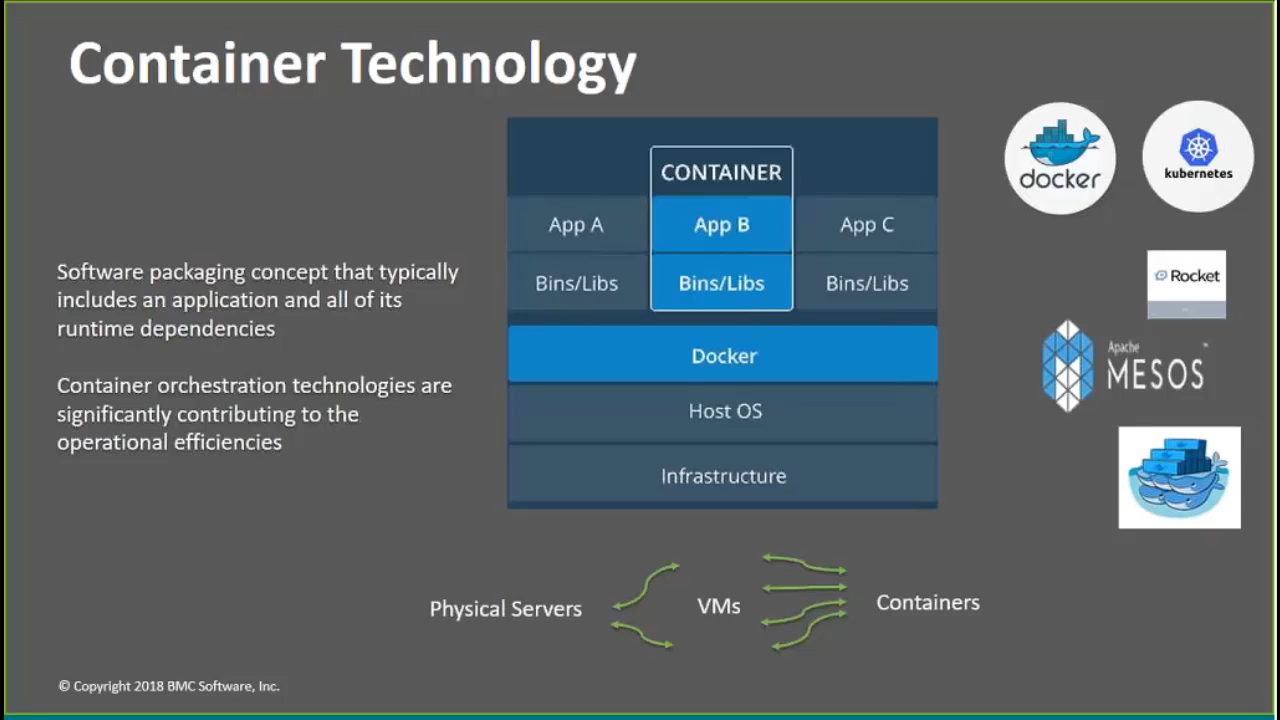 Container Technology
Software packaging concept that typically
includes an application and all of its
runtime dependencies
Container orchestration technologies are
significantly contributing to the
operational efficiencies
CONTAINER
App A
App B
App C
Bins/Libs
Bins/Libs
Bins/Libs
Docker
Host OS
Infrastructure
docker
kubernetes
Rocket
Apache
MESOS™
Physical Servers
VMs
Containers
© Copyright 2018 BMC Software, Inc.